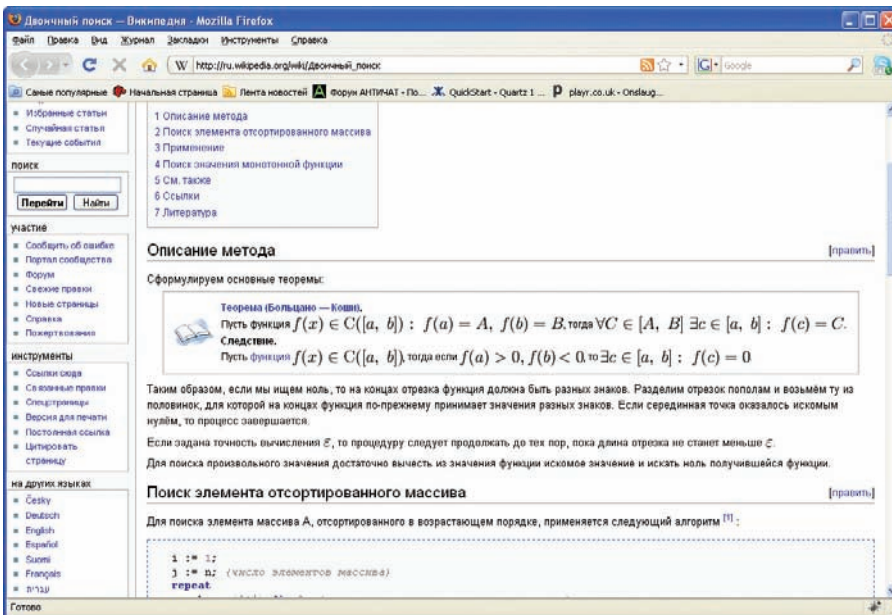 Двоичный поиск — Википедия - Mozilla Firefox
Файл Правка Вид Журнал Закладки Инструменты Справка
http://ru.wikipedia.org/wiki/Двоичный_поиск
Google
Самые популярные Начальная страница Лента новостей Форум АНТИЧАТ - По... QuickStart - Quartz 1 ... playr.co.uk - Onslaug...
Избранные статьи
Случайная статья
Текущие события
поиск
Перейти Найти
участие
Сообщить об ошибке
Портал сообщества
Форум
Свежие правки
Новые страницы
Справка
Пожертвования
инструменты
Ссылки сюда
Связанные правки
Спецстраницы
Версия для печати
Постоянная ссылка
Цитировать
страницу
на других языках
Česky
Deutsch
English
Español
Suomi
Français
עברית
1 Описание метода
2 Поиск элемента отсортированного массива
3 Применение
4 Поиск значения монотонной функции
5 См. также
6 Ссылки
7 Литература
Описание метода [править]
Сформулируем основные теоремы:
Теорема (Больцано — Коши).
Пусть функция f(x) ∈ C([a, b]) : f(a) = A, f(b) = B, тогда ∀C ∈ [A, B] ∃c ∈ [a, b] : f(c) = C.
Следствие.
Пусть функция f(x) ∈ C([a, b]), тогда если f(a) > 0, f(b) < 0, то ∃c ∈ [a, b] : f(c) = 0
Таким образом, если мы ищем ноль, то на концах отрезка функция должна быть разных знаков. Разделим отрезок пополам и возьмём ту из
половинок, для которой на концах функция по-прежнему принимает значения разных знаков. Если серединная точка оказалось искомым
нулём, то процесс завершается.
Если задана точность вычисления ε, то процедуру следует продолжать до тех пор, пока длина отрезка не станет меньше ε.
Для поиска произвольного значения достаточно вычесть из значения функции искомое значение и искать ноль получившейся функции.
Поиск элемента отсортированного массива [править]
Для поиска элемента массива A, отсортированного в возрастающем порядке, применяется следующий алгоритм [1] :
i := 1;
j := n; (число элементов массива)
repeat
Готово